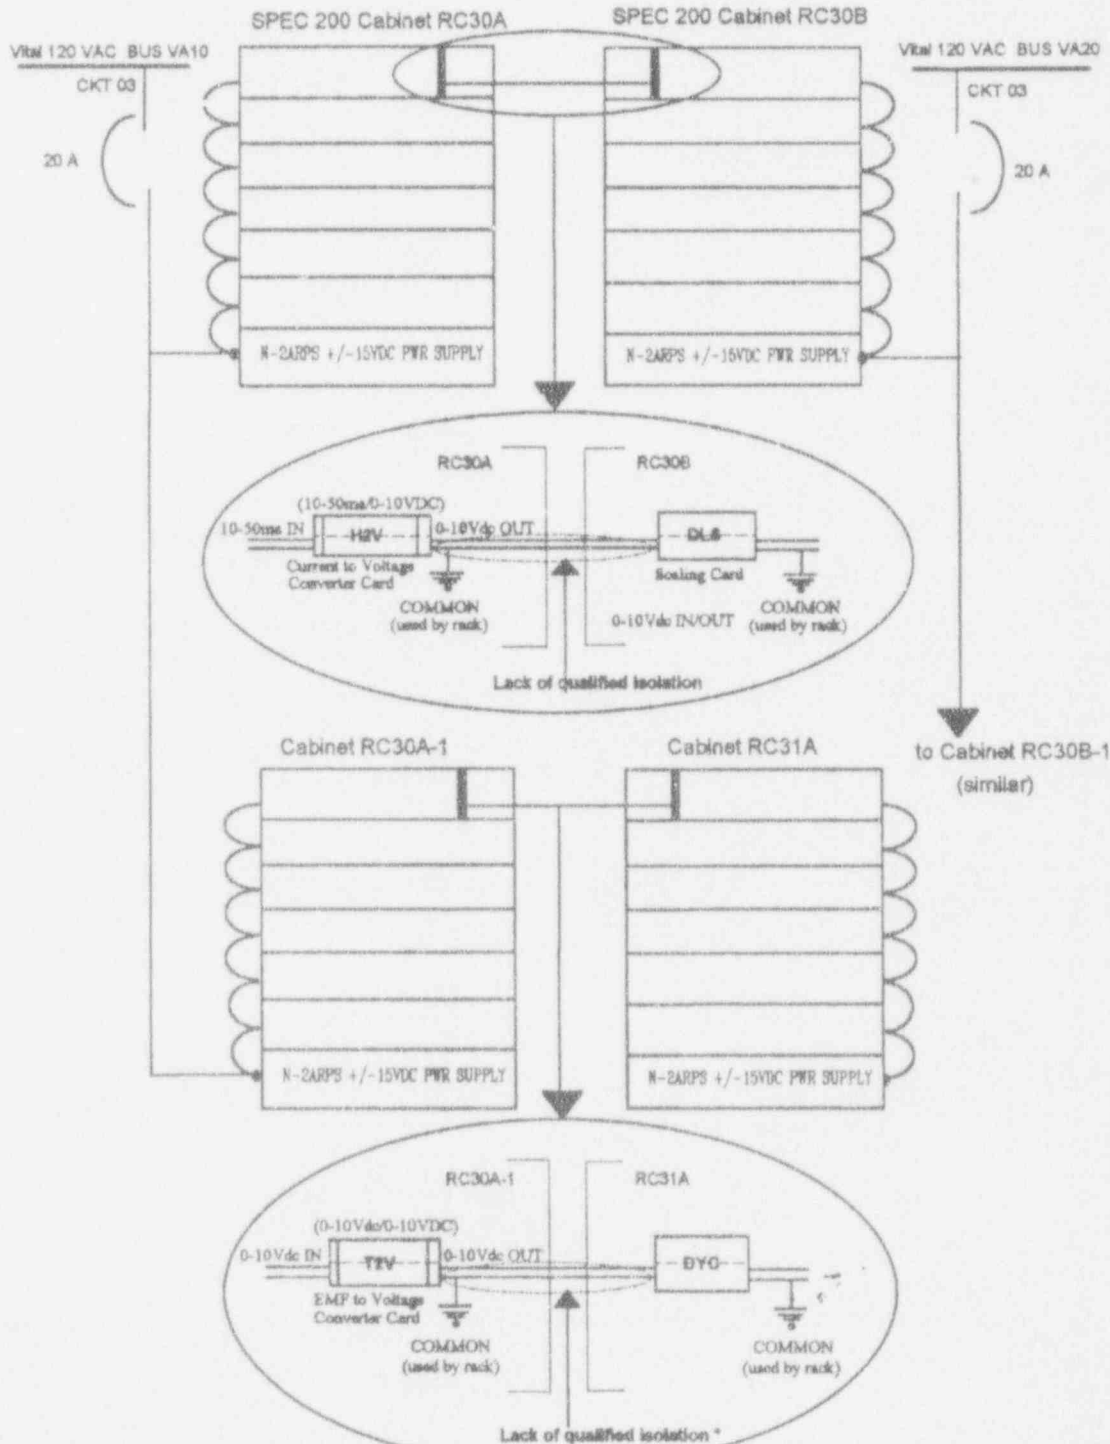 SPEC 200 Cabinet RC30A
SPEC 200 Cabinet RC30B
Vital 120 VAC BUS VA10
Vital 120 VAC BUS VA20
CKT 03
CKT 03
20 A
20 A
N-2ARPS +/-15VDC PWR SUPPLY
N-2ARPS +/-15VDC PWR SUPPLY
RC30A
RC30B
(10-50ma/0-10VDC)
10-50ma IN
H2V
0-10Vdc OUT
DLS
Current to Voltage
Converter Card
Scaling Card
COMMON
(used by rack)
0-10Vdc IN/OUT
COMMON
(used by rack)
Lack of qualified isolation
Cabinet RC30A-1
Cabinet RC31A
to Cabinet RC30B-1
(similar)
N-2ARPS +/-15VDC PWR SUPPLY
N-2ARPS +/-15VDC PWR SUPPLY
RC30A-1
RC31A
(0-10Vdc/0-10VDC)
0-10Vdc IN
T2V
0-10Vdc OUT
DYC
EMF to Voltage
Converter Card
COMMON
(used by rack)
COMMON
(used by rack)
Lack of qualified isolation *